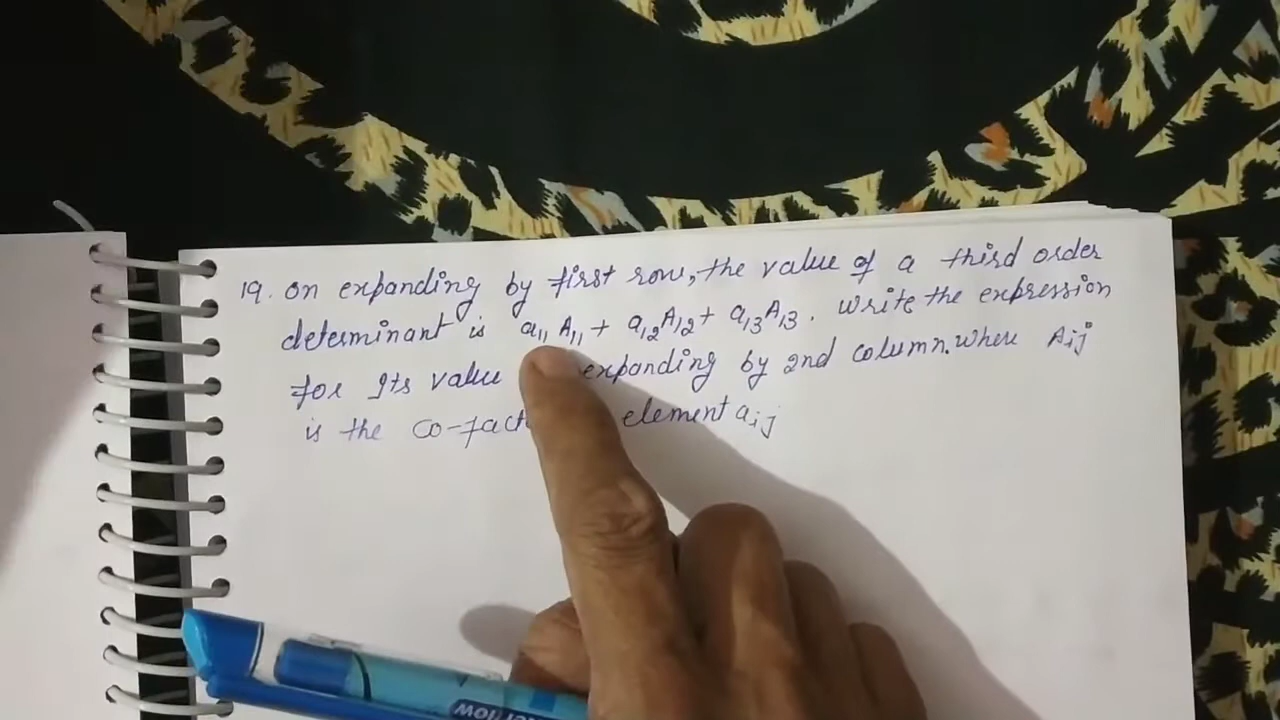 19. on expanding by first row, the value of a third order
determinant is a₁₁ A₁₁ + a₁₂ A₁₂ + a₁₃ A₁₃. write the expression
for Its value expanding by 2nd column. where Aᵢⱼ
is the co-fact element aᵢⱼ